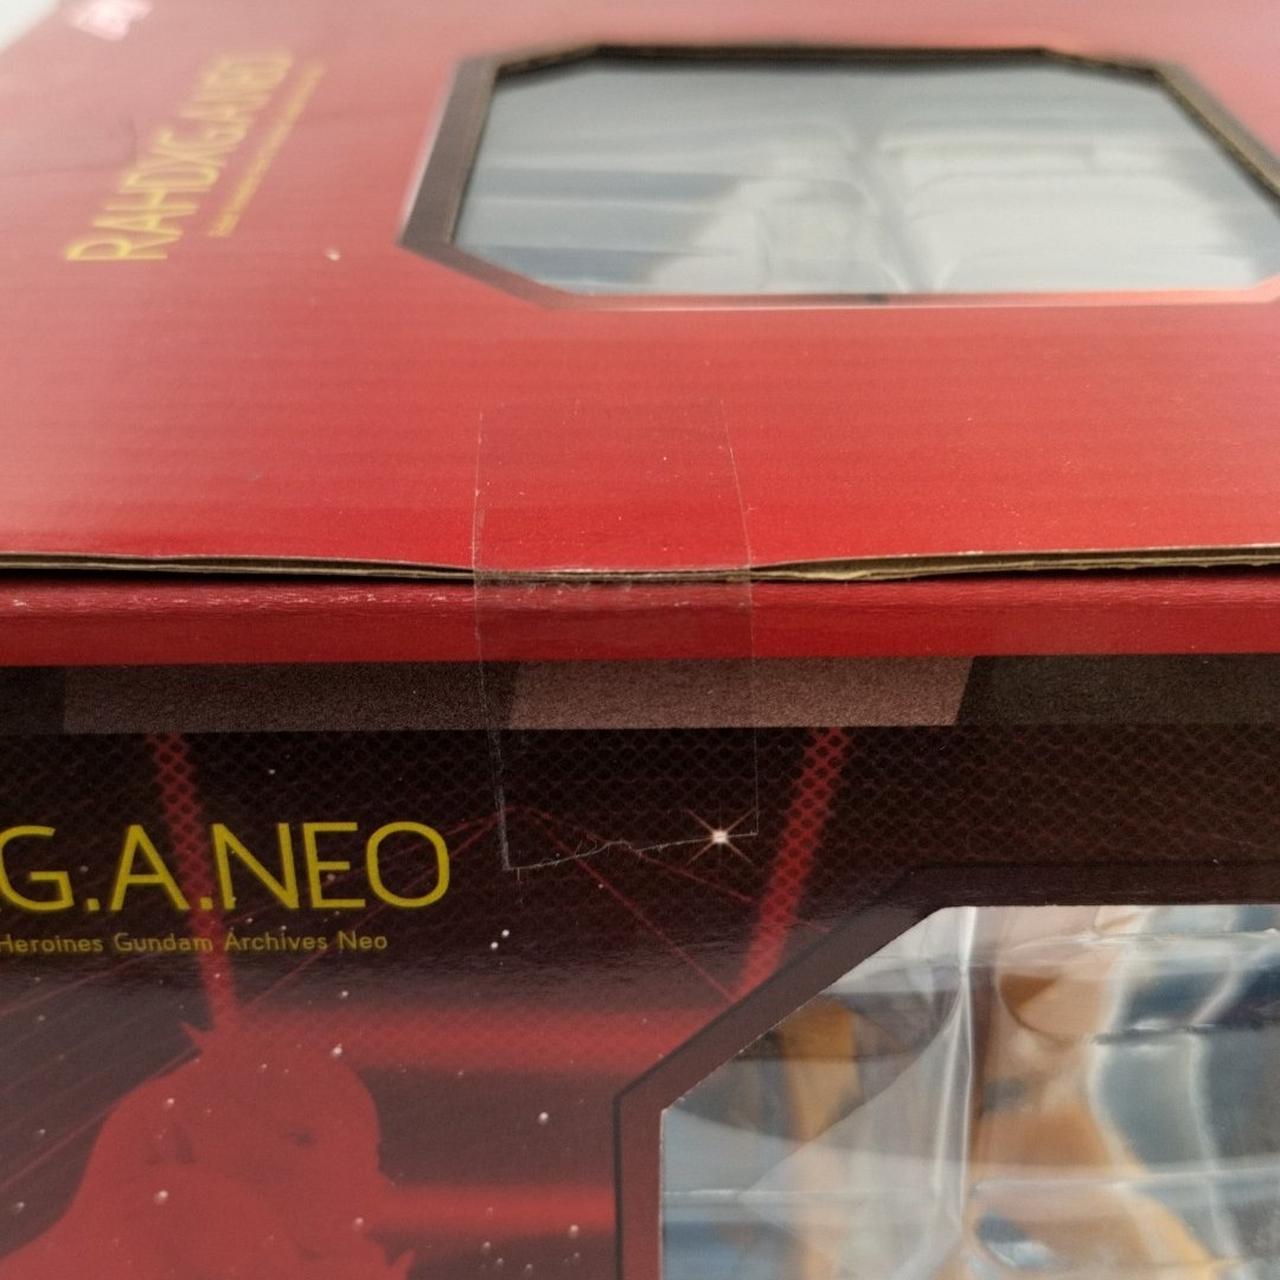 RAHDXG.A.NEO
G.A.NEO
Heroines Gundam Archives Neo